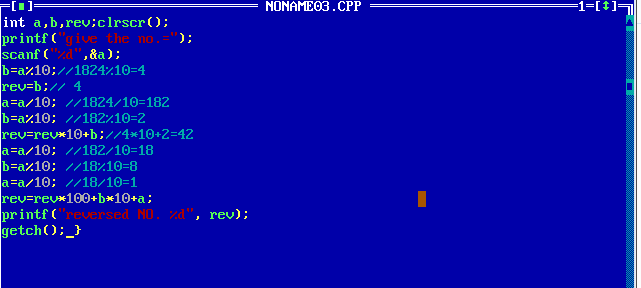 [■] NONAME03.CPP 1=[↕]
int a,b,rev;clrscr();
printf("give the no.=");
scanf("%d",&a);
b=a%10;//1824%10=4
rev=b;// 4
a=a/10; //1824/10=182
b=a%10; //182%10=2
rev=rev*10+b;//4*10+2=42
a=a/10; //182/10=18
b=a%10; //18%10=8
a=a/10; //18/10=1
rev=rev*100+b*10+a;
printf("reversed NO. %d", rev);
getch();_}